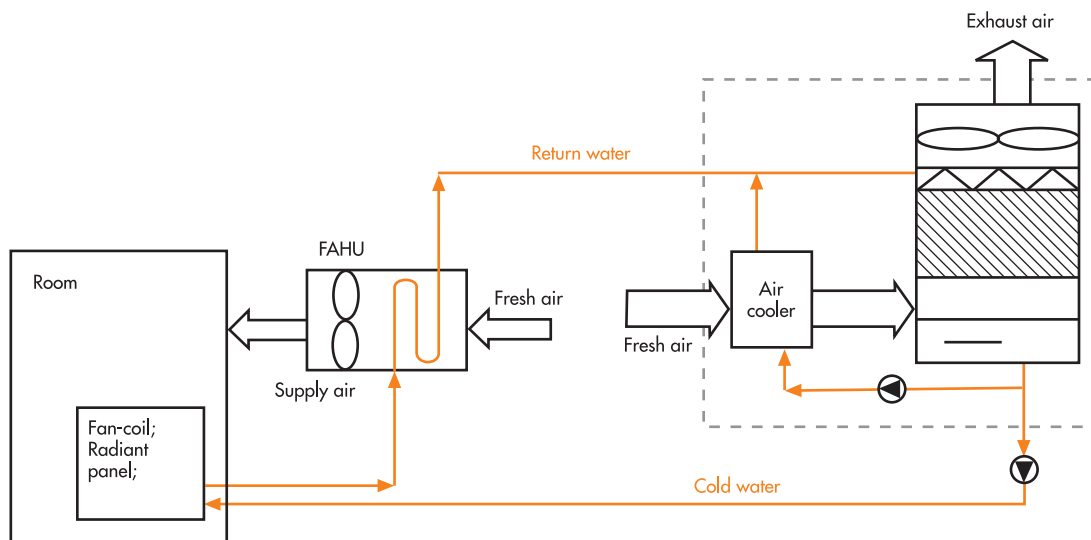 Exhaust air
Return water
FAHU
Room
Fresh air
Air
cooler
Fresh air
Supply air
Fan-coil;
Radiant
panel;
Cold water